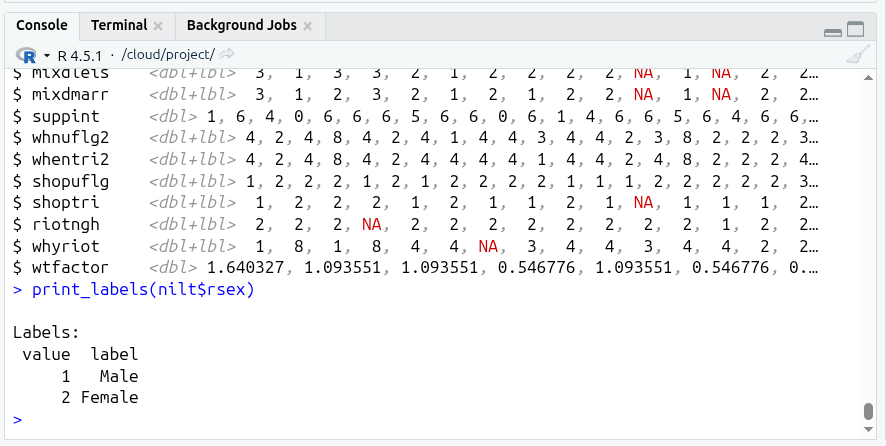 Console Terminal × Background Jobs ×
R 4.5.1 · /cloud/project/
$ mixdleis <dbl+lbl> 3, 1, 3, 3, 2, 1, 2, 2, 2, 2, NA, 1, NA, 2, 2…
$ mixdmarr <dbl+lbl> 3, 1, 2, 3, 2, 1, 2, 1, 2, 2, NA, 1, NA, 2, 2…
$ suppint <dbl> 1, 6, 4, 0, 6, 6, 6, 5, 6, 6, 0, 6, 1, 4, 6, 6, 5, 6, 4, 6, 6,…
$ whnuflg2 <dbl+lbl> 4, 2, 4, 8, 4, 2, 4, 1, 4, 4, 3, 4, 4, 2, 3, 8, 2, 2, 2, 3…
$ whentri2 <dbl+lbl> 4, 2, 4, 8, 4, 2, 4, 4, 4, 4, 1, 4, 4, 2, 4, 8, 2, 2, 2, 4…
$ shopuflg <dbl+lbl> 1, 2, 2, 2, 1, 2, 1, 2, 2, 2, 2, 1, 1, 1, 2, 2, 2, 2, 2, 3…
$ shoptri <dbl+lbl> 1, 2, 2, 2, 1, 2, 1, 1, 2, 1, NA, 1, 1, 1, 2…
$ riotngh <dbl+lbl> 2, 2, 2, NA, 2, 2, 2, 2, 2, 2, 2, 2, 1, 2, 2…
$ whyriot <dbl+lbl> 1, 8, 1, 8, 4, 4, NA, 3, 4, 4, 3, 4, 4, 2, 2…
$ wtfactor <dbl> 1.640327, 1.093551, 1.093551, 0.546776, 1.093551, 0.546776, 0.…
> print_labels(nilt$rsex)
Labels:
value label
1 Male
2 Female
>